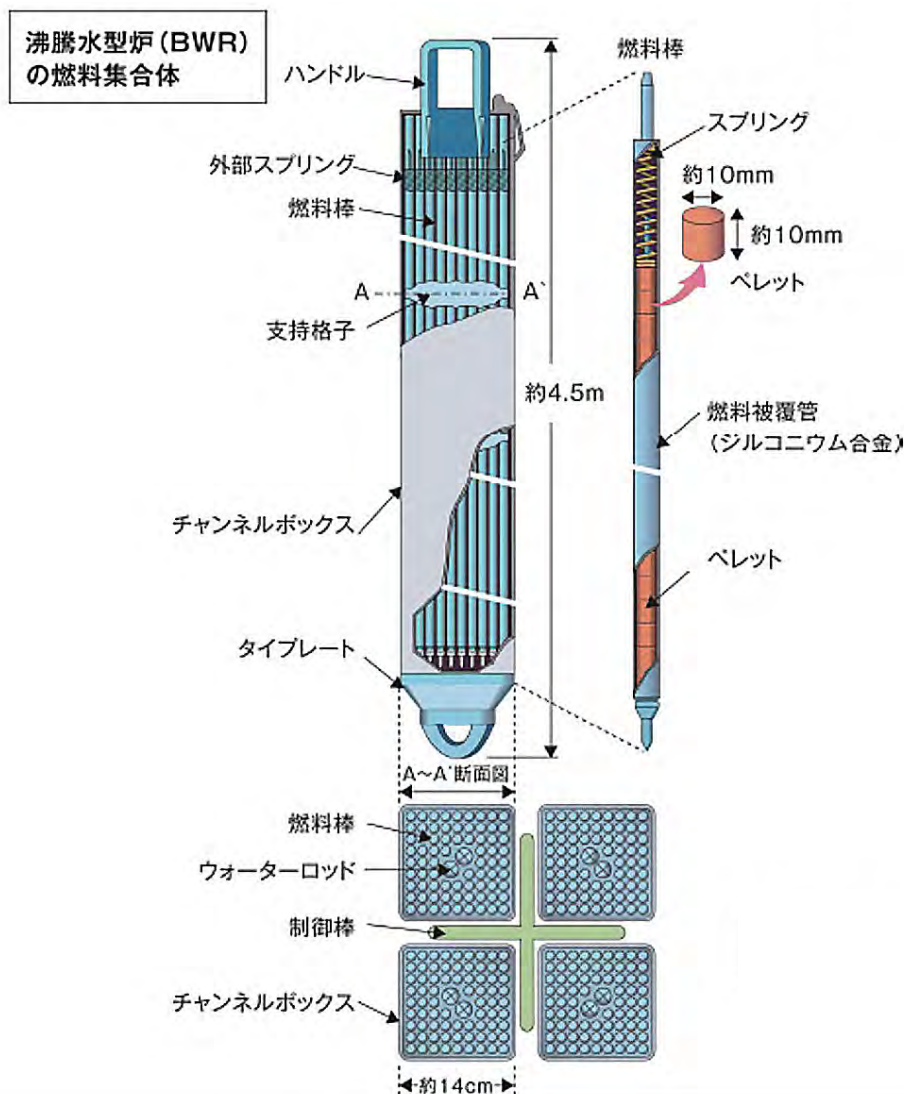 沸騰水型炉(BWR)
の燃料集合体
ハンドル
外部スプリング
燃料棒
A
A'
支持格子
約4.5m
チャンネルボックス
タイプレート
燃料棒
スプリング
約10mm
約10mm
ペレット
燃料被覆管
(ジルコニウム合金)
ペレット
A〜A'断面図
燃料棒
ウォーターロッド
制御棒
チャンネルボックス
約14cm